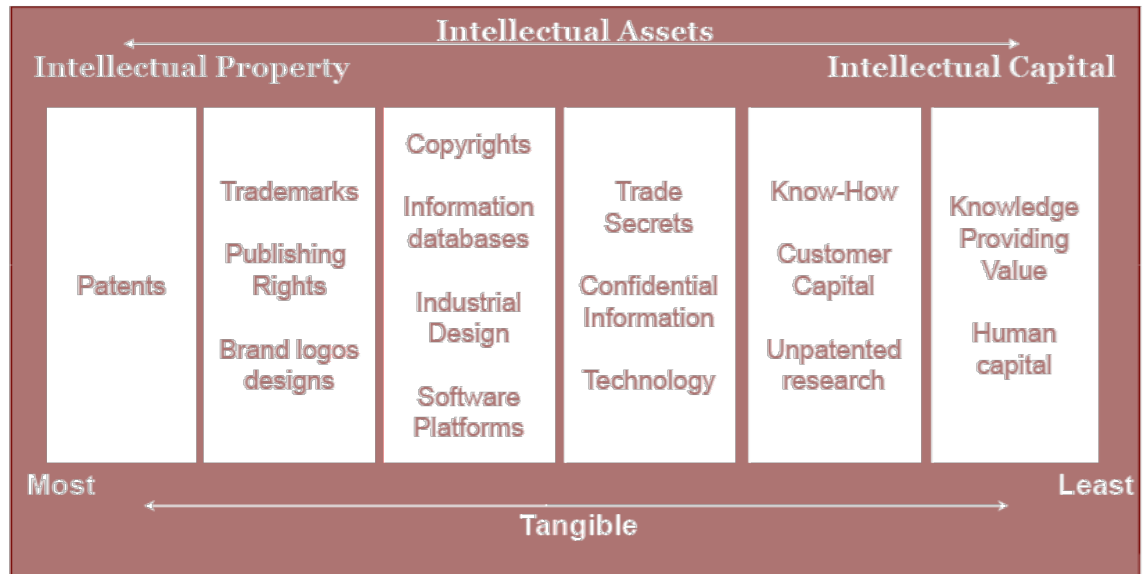 Intellectual Assets
Intellectual Property
Intellectual Capital
Patents
Trademarks
Publishing
Rights
Brand logos
designs
Copyrights
Information
databases
Industrial
Design
Software
Platforms
Trade
Secrets
Confidential
Information
Technology
Know-How
Customer
Capital
Unpatented
research
Knowledge
Providing
Value
Human
capital
Most
Least
Tangible